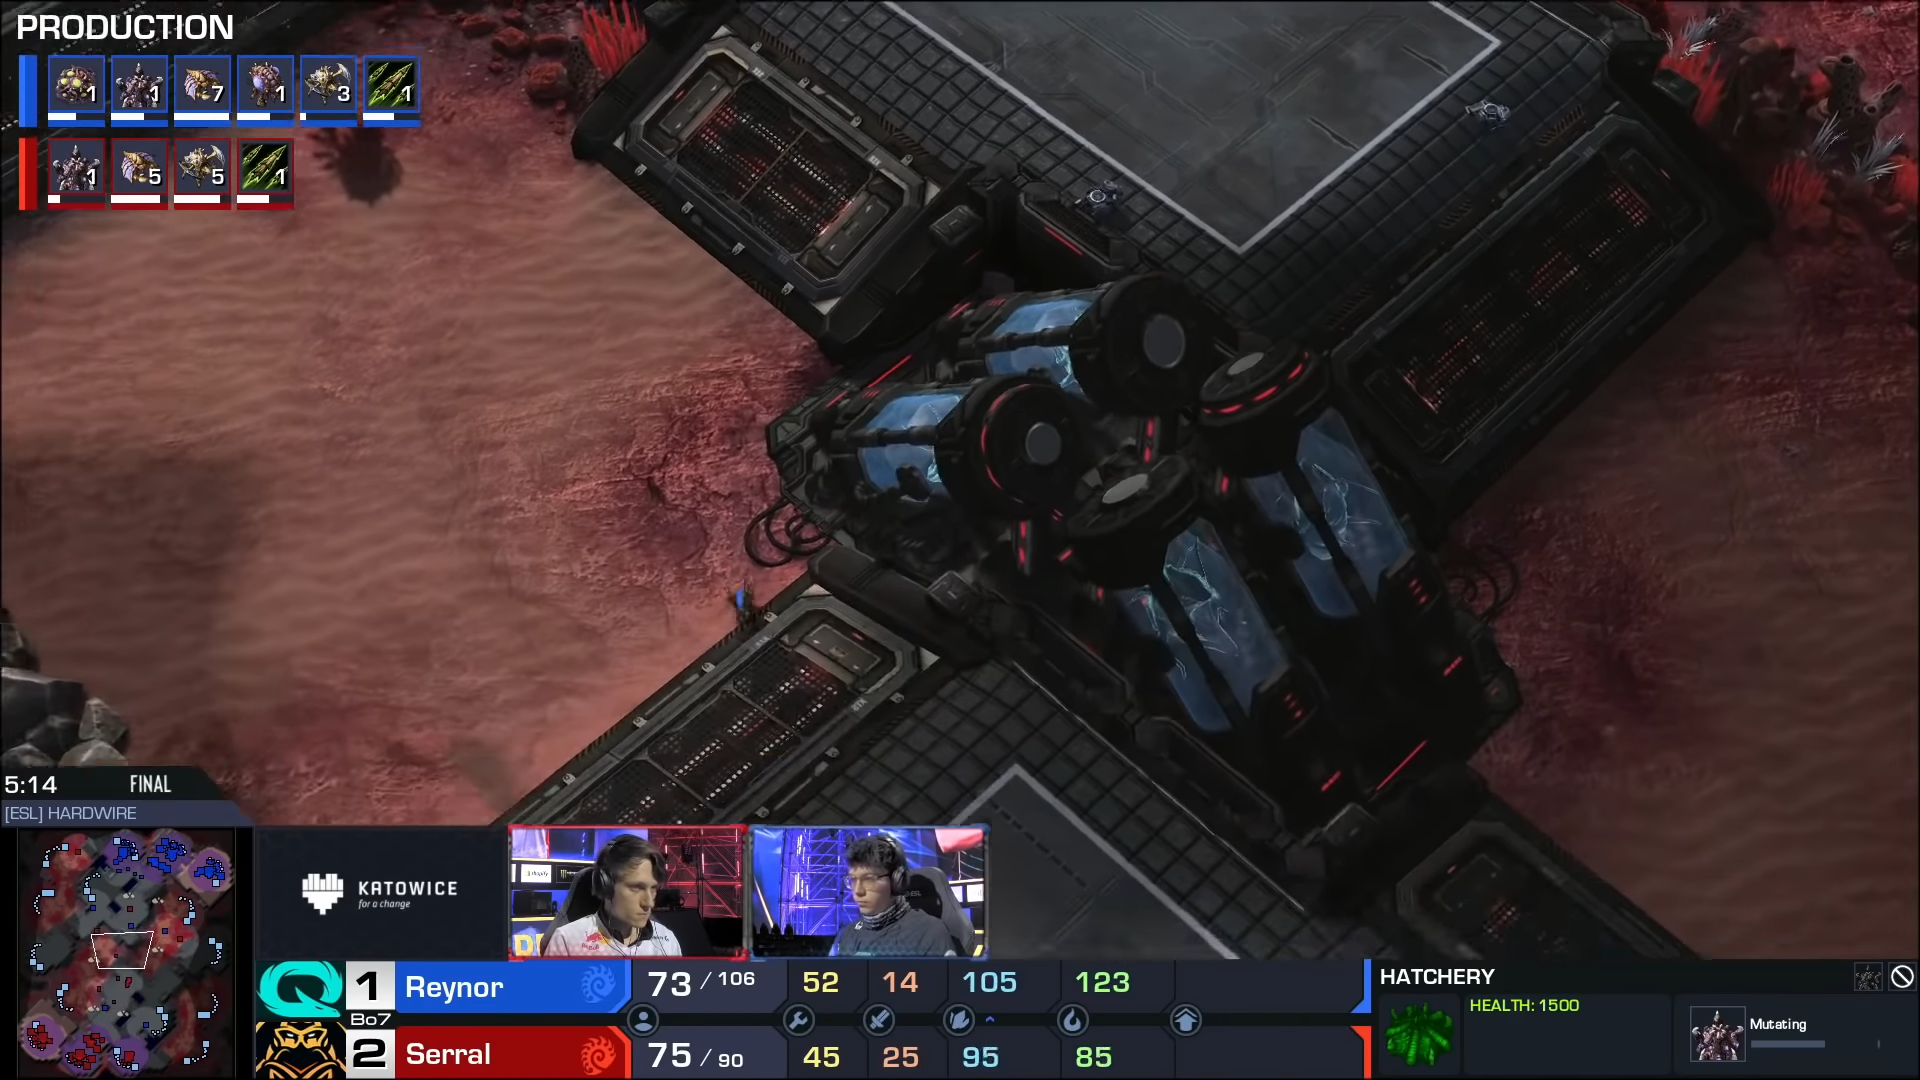 PRODUCTION
1 1 7 1 3 1
1 5 5 1
5:14 FINAL
[ESL] HARDWIRE
KATOWICE
for a change
1 Reynor 73 / 106 52 14 105 123
Bo7
2 Serral 75 / 90 45 25 95 85
HATCHERY
HEALTH: 1500
Mutating